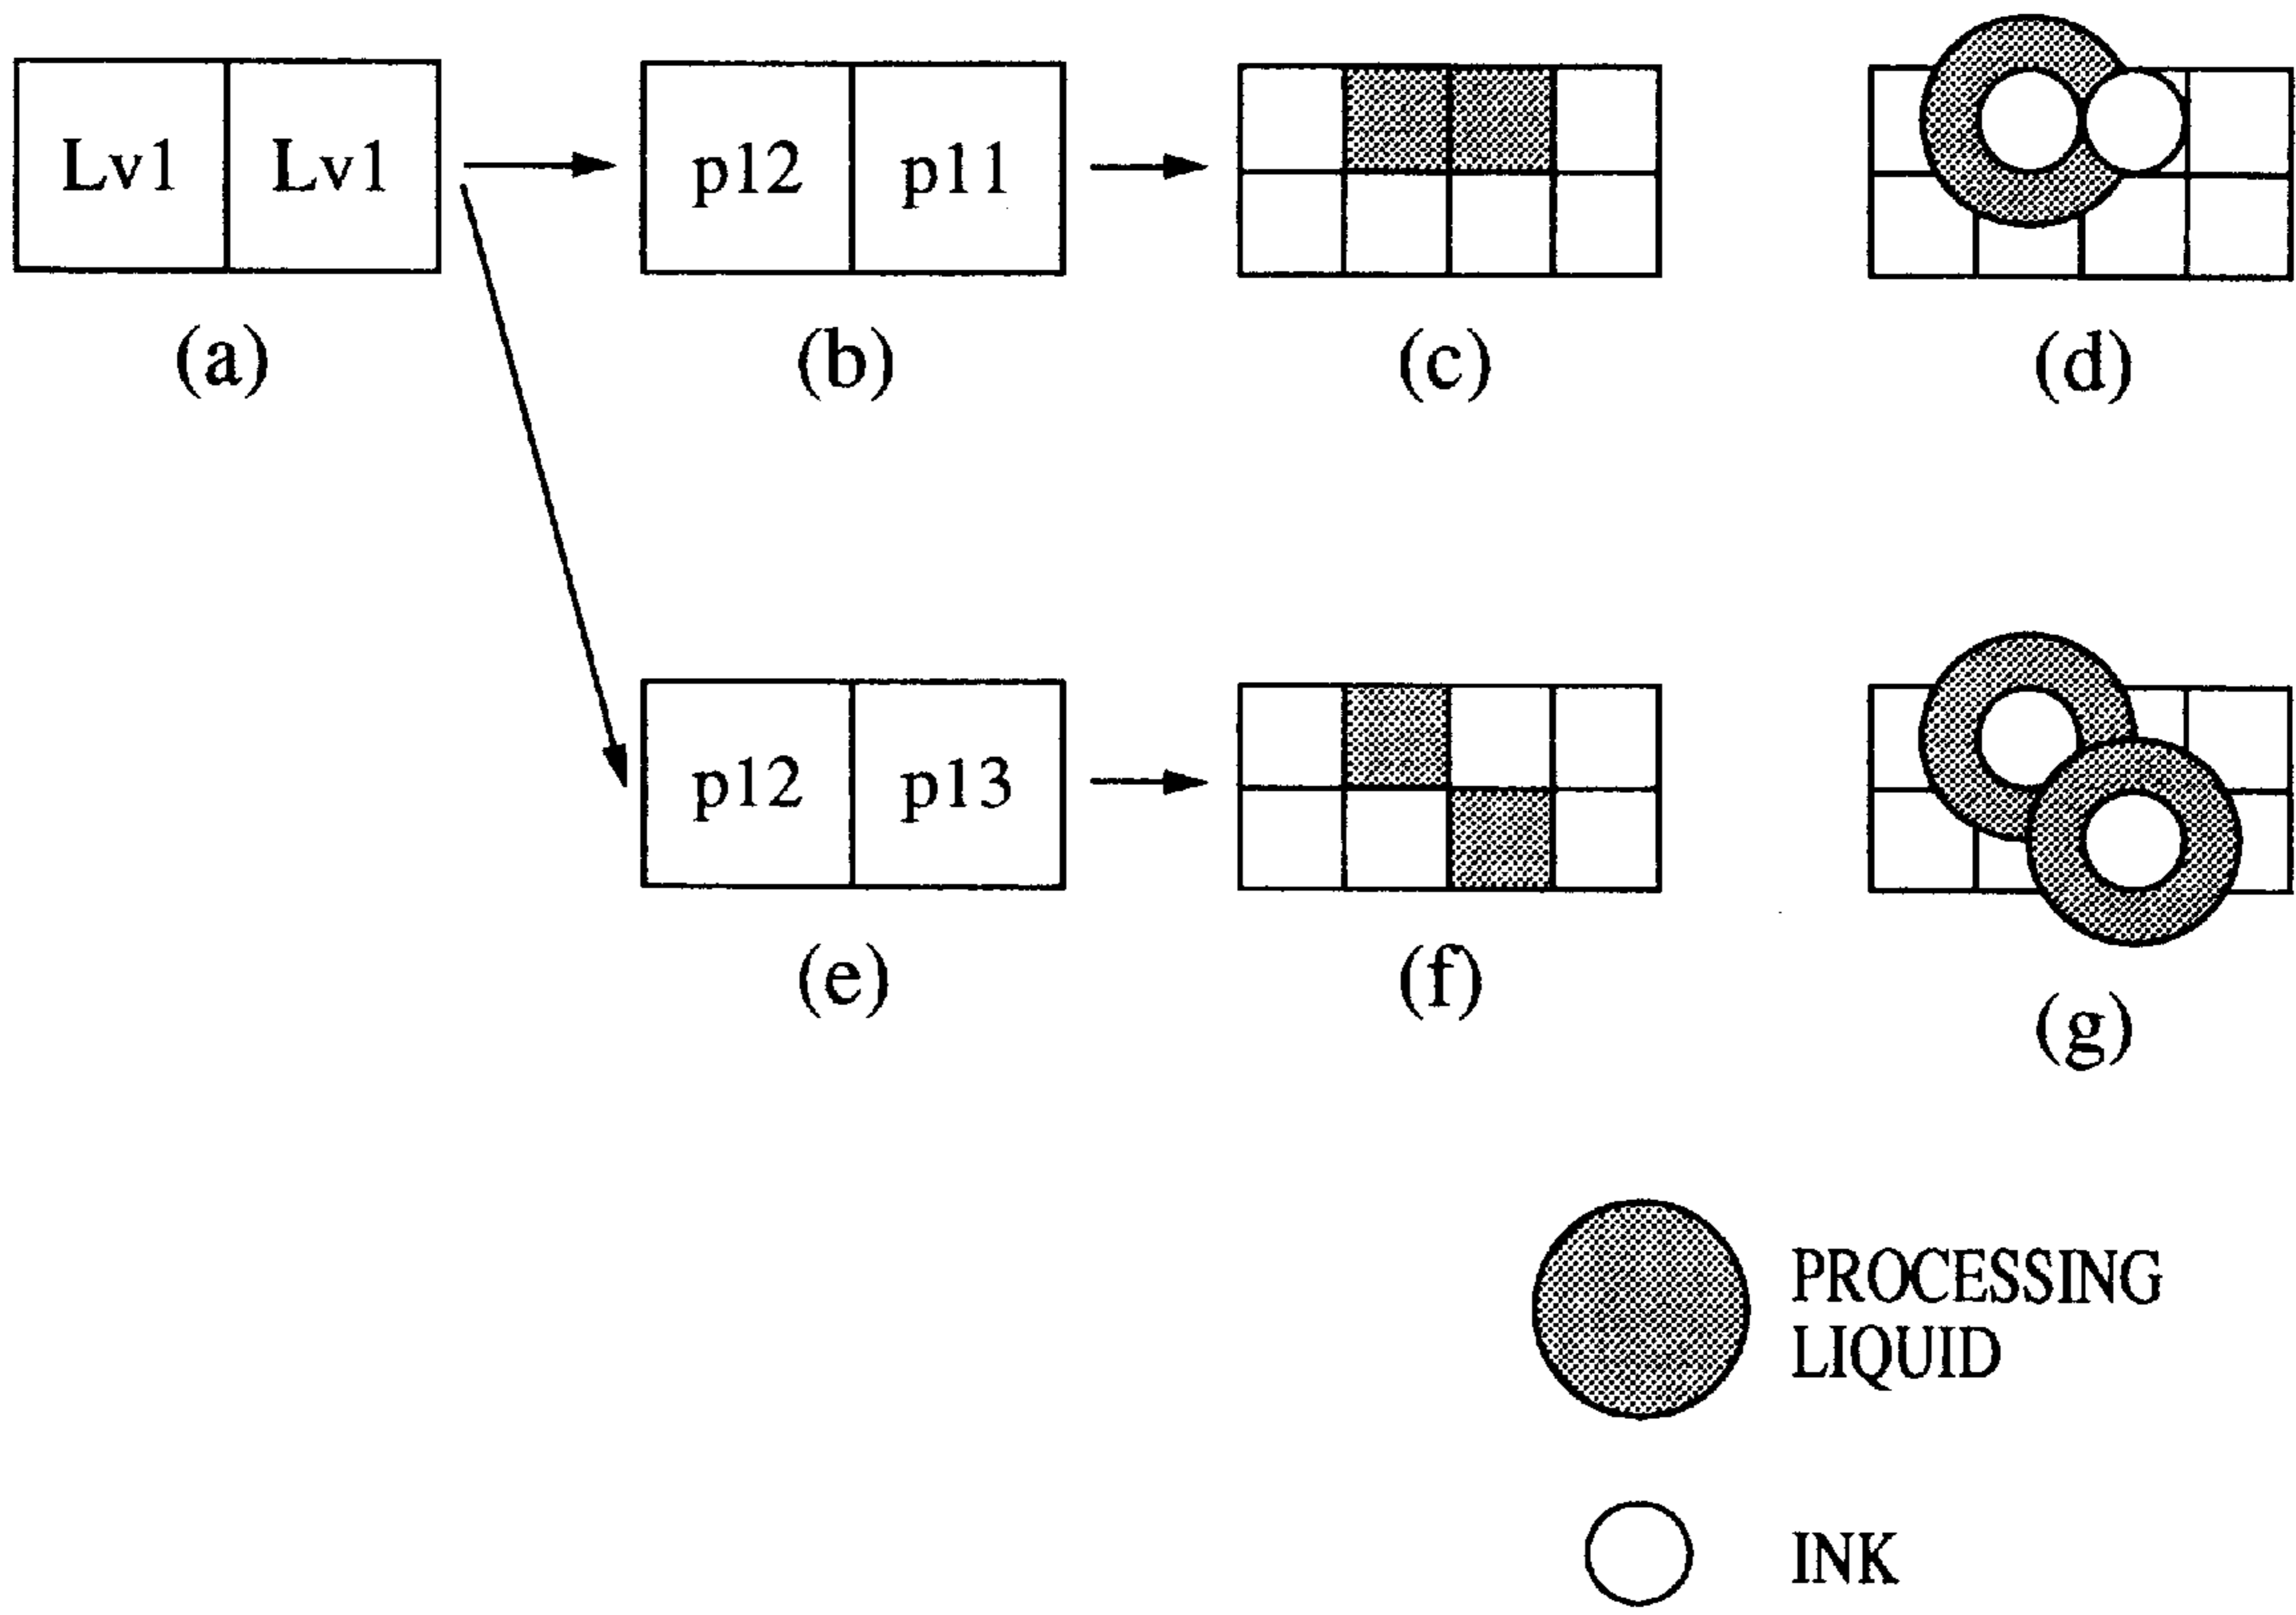 Lv1 Lv1 p12 p11
(a) (b) (c) (d)
p12 p13
(e) (f) (g)
PROCESSING
LIQUID
INK